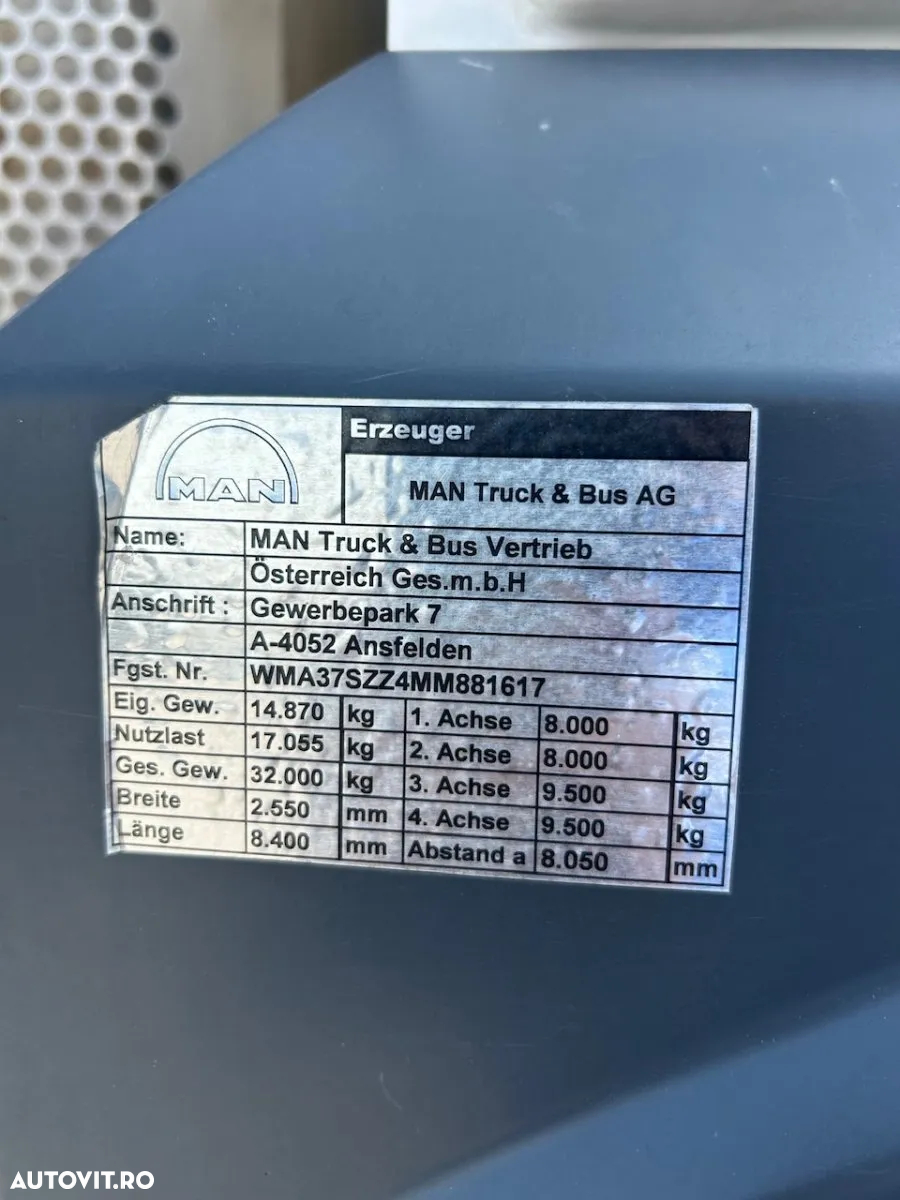 MAN
Erzeuger
MAN Truck & Bus AG
Name: MAN Truck & Bus Vertrieb
Österreich Ges.m.b.H
Anschrift : Gewerbepark 7
A-4052 Ansfelden
Fgst. Nr. WMA37SZZ4MM881617
Eig. Gew. 14.870 kg 1. Achse 8.000 kg
Nutzlast 17.055 kg 2. Achse 8.000 kg
Ges. Gew. 32.000 kg 3. Achse 9.500 kg
Breite 2.550 mm 4. Achse 9.500 kg
Länge 8.400 mm Abstand a 8.050 mm
AUTOVIT.RO